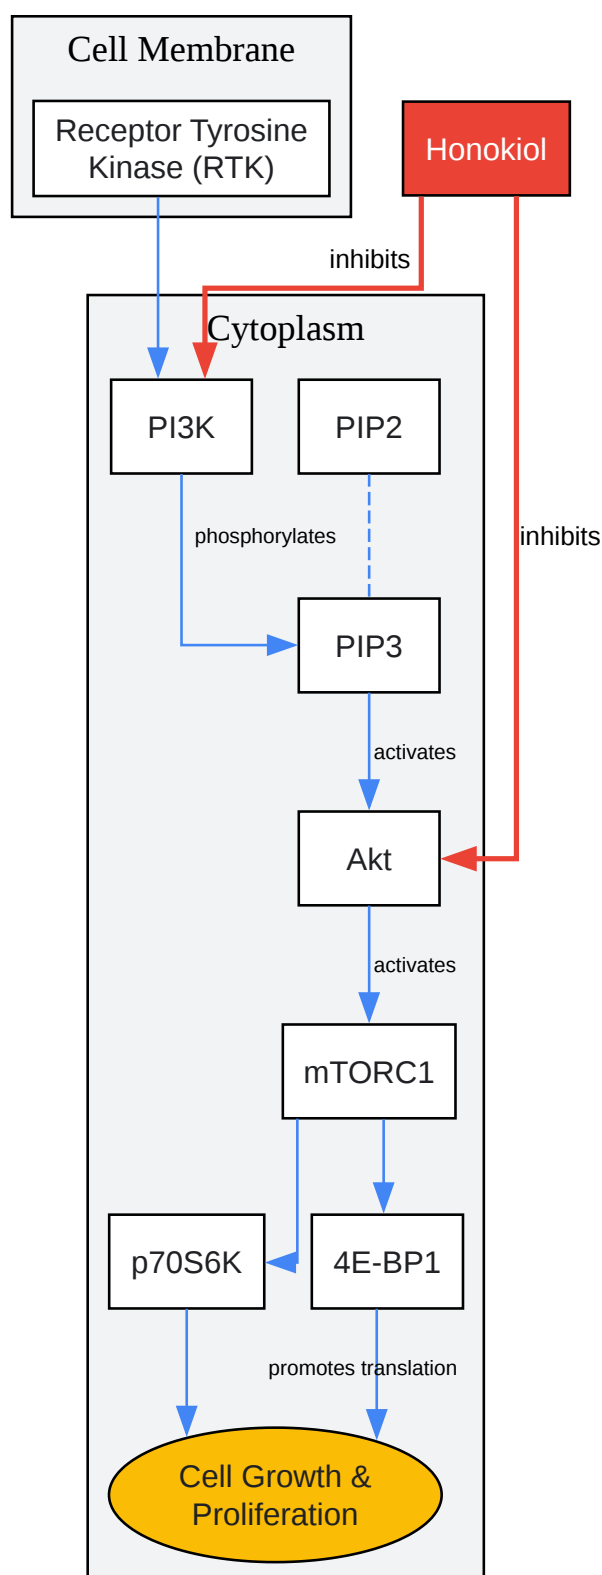 Cell Membrane
Receptor Tyrosine
Kinase (RTK)
Honokiol
inhibits
Cytoplasm
PI3K
PIP2
phosphorylates
inhibits
PIP3
activates
Akt
activates
mTORC1
p70S6K
4E-BP1
promotes translation
Cell Growth &
Proliferation